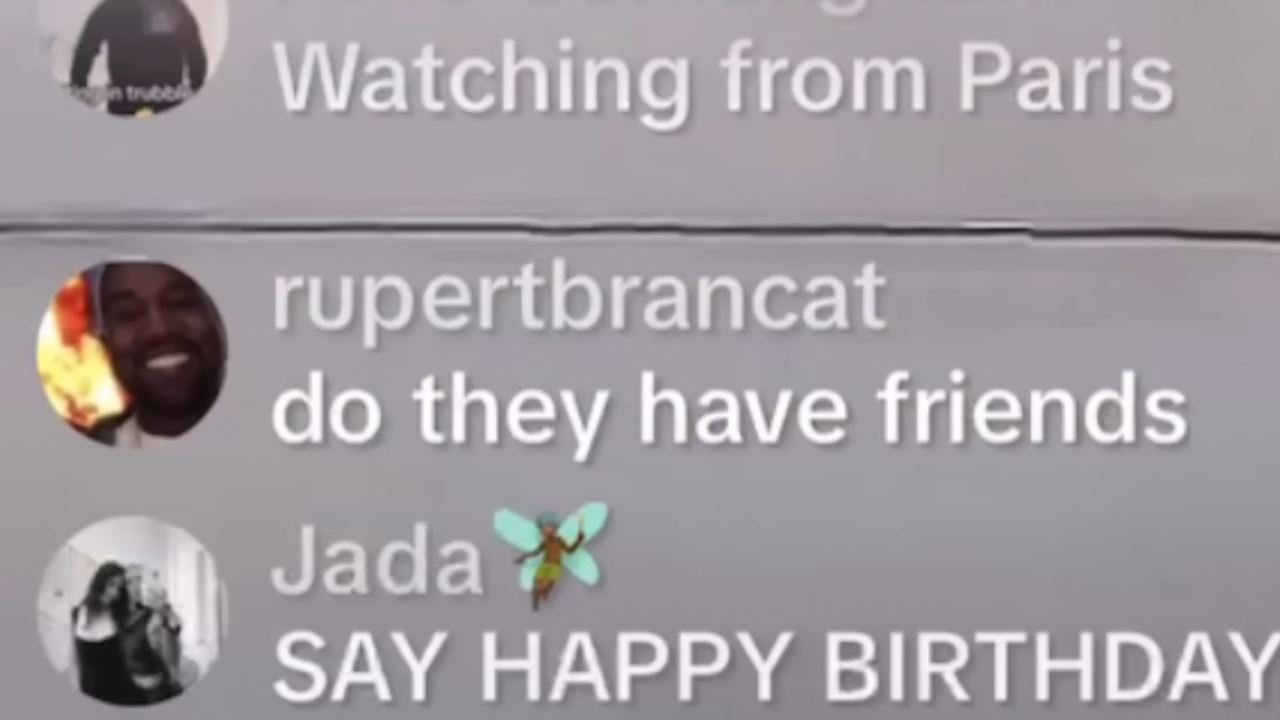 Watching from Paris
rupertbrancat
do they have friends
Jada
SAY HAPPY BIRTHDAY